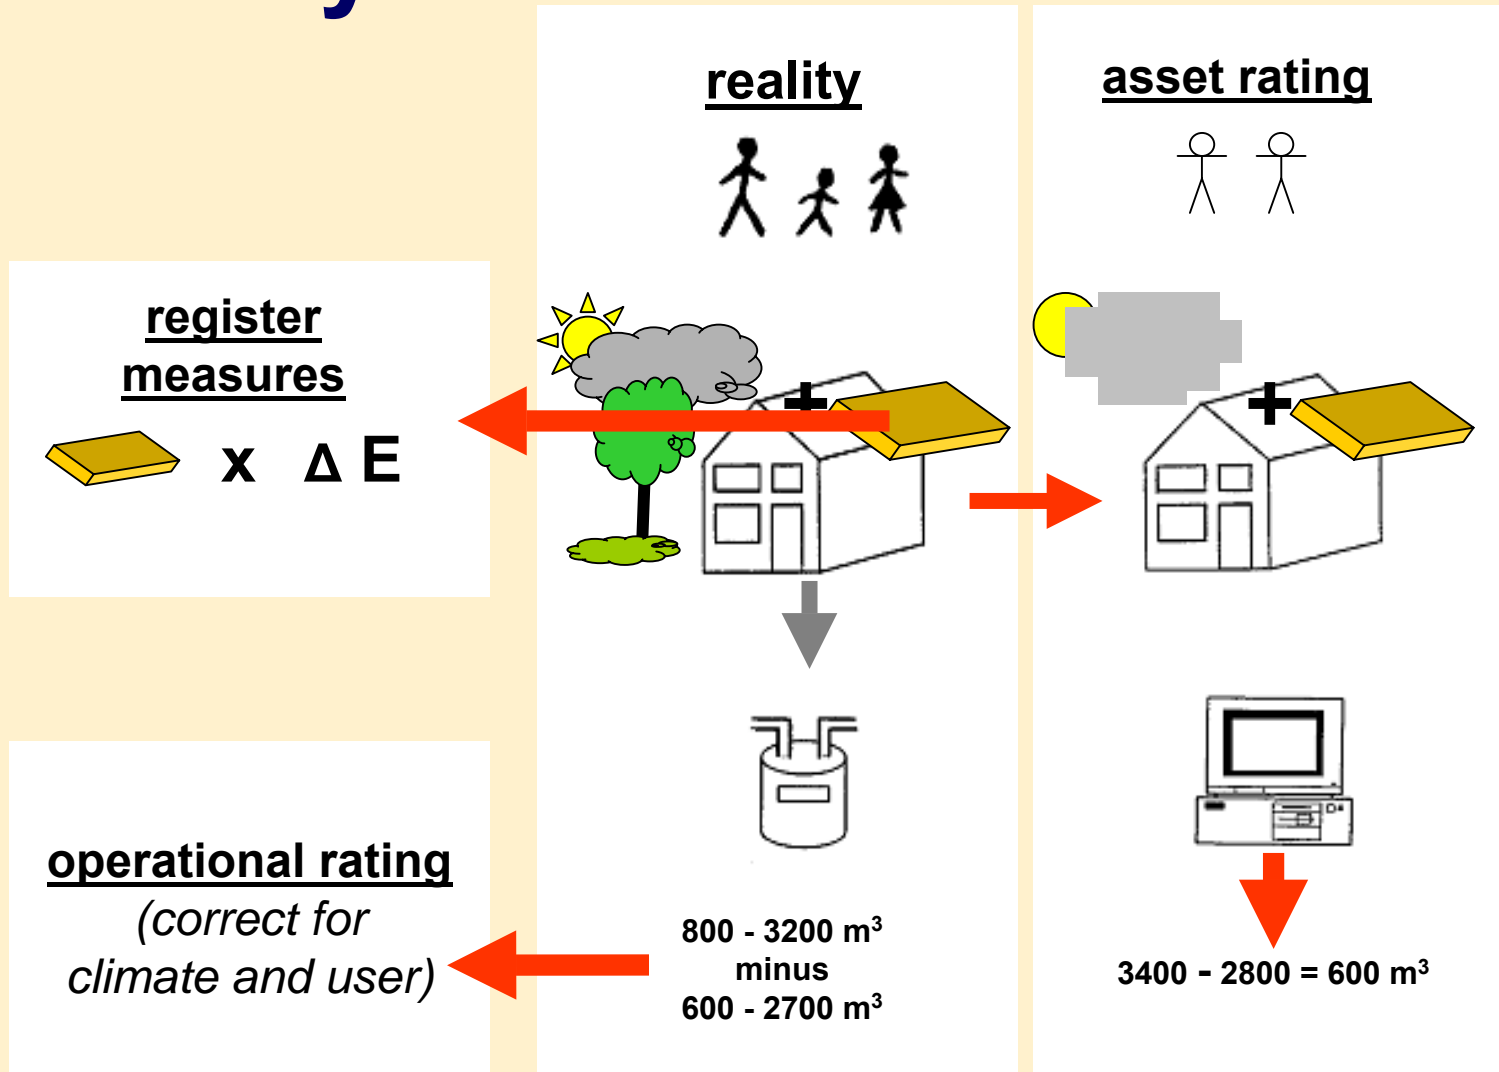 reality
asset rating
register
measures
x Δ E
+
+
operational rating
(correct for
climate and user)
800 - 3200 m³
minus
600 - 2700 m³
3400 - 2800 = 600 m³